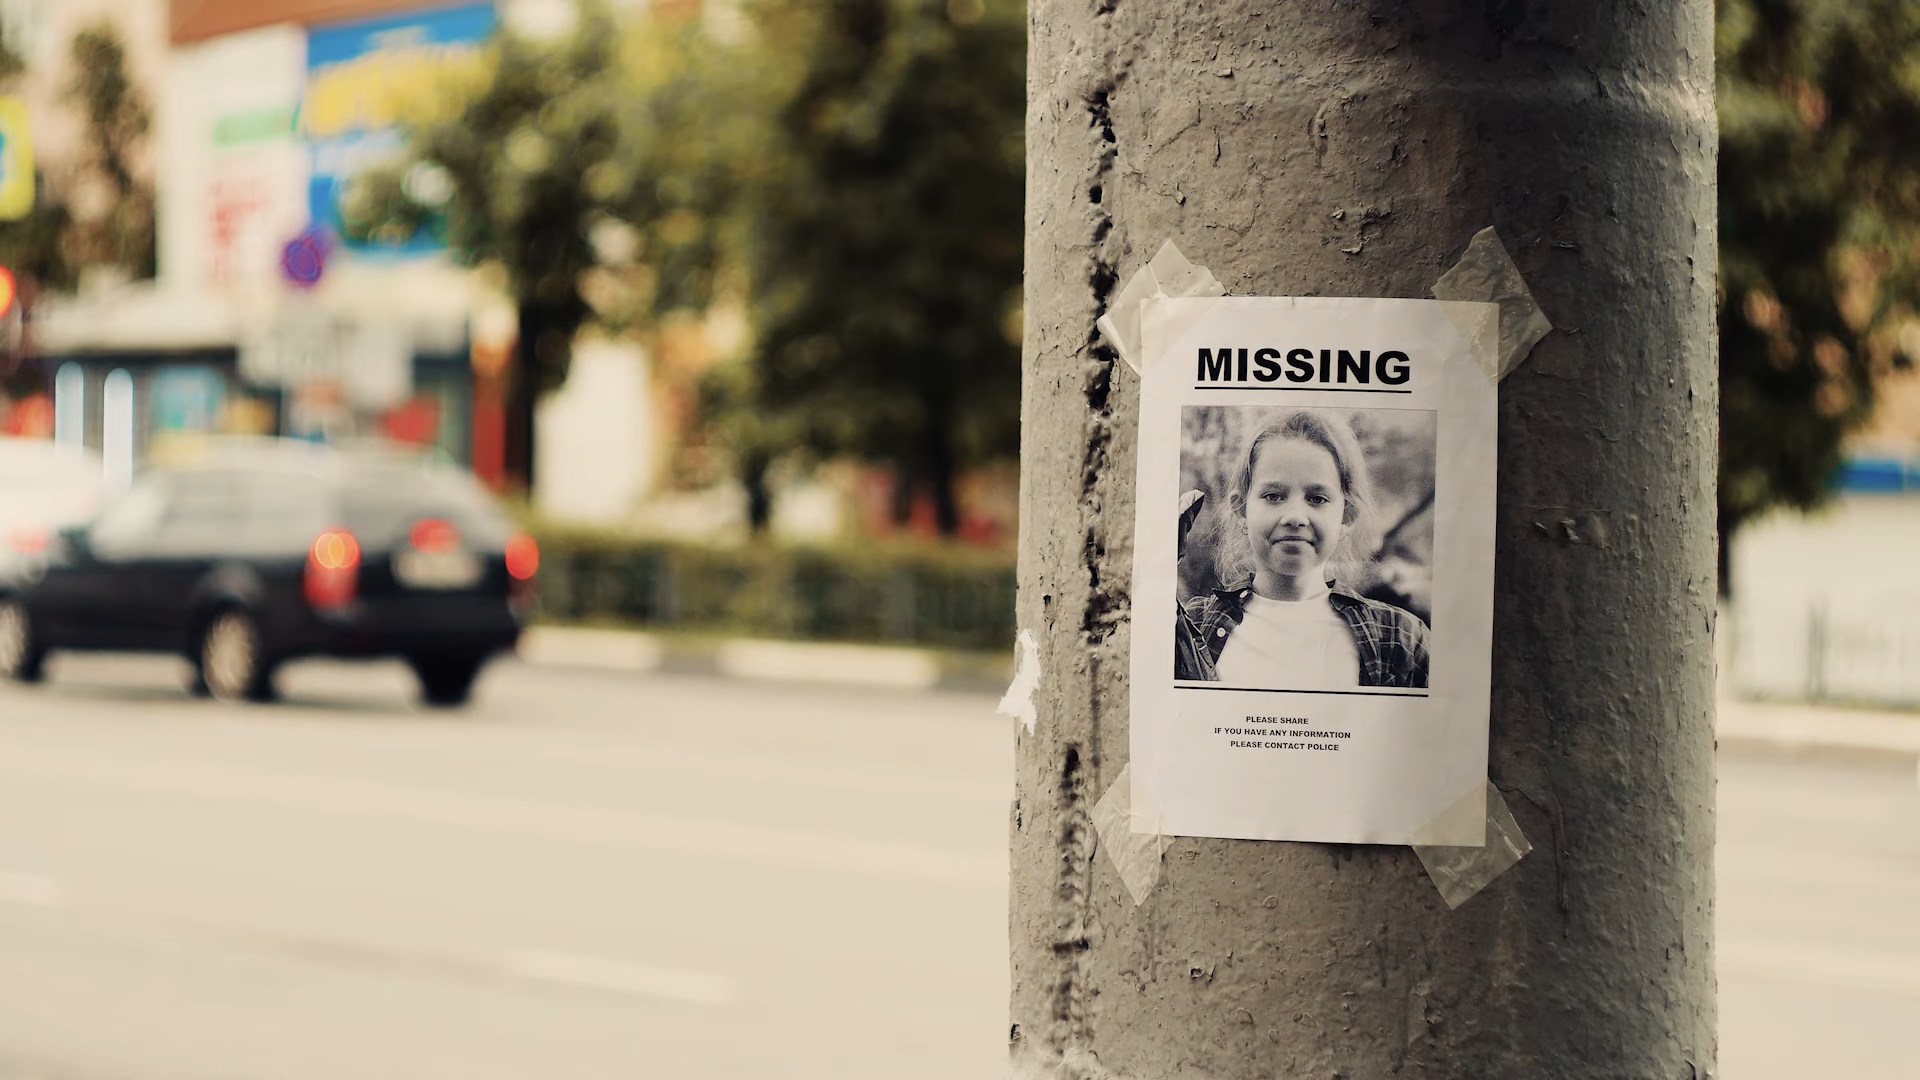 MISSING
PLEASE SHARE
IF YOU HAVE ANY INFORMATION
PLEASE CONTACT POLICE